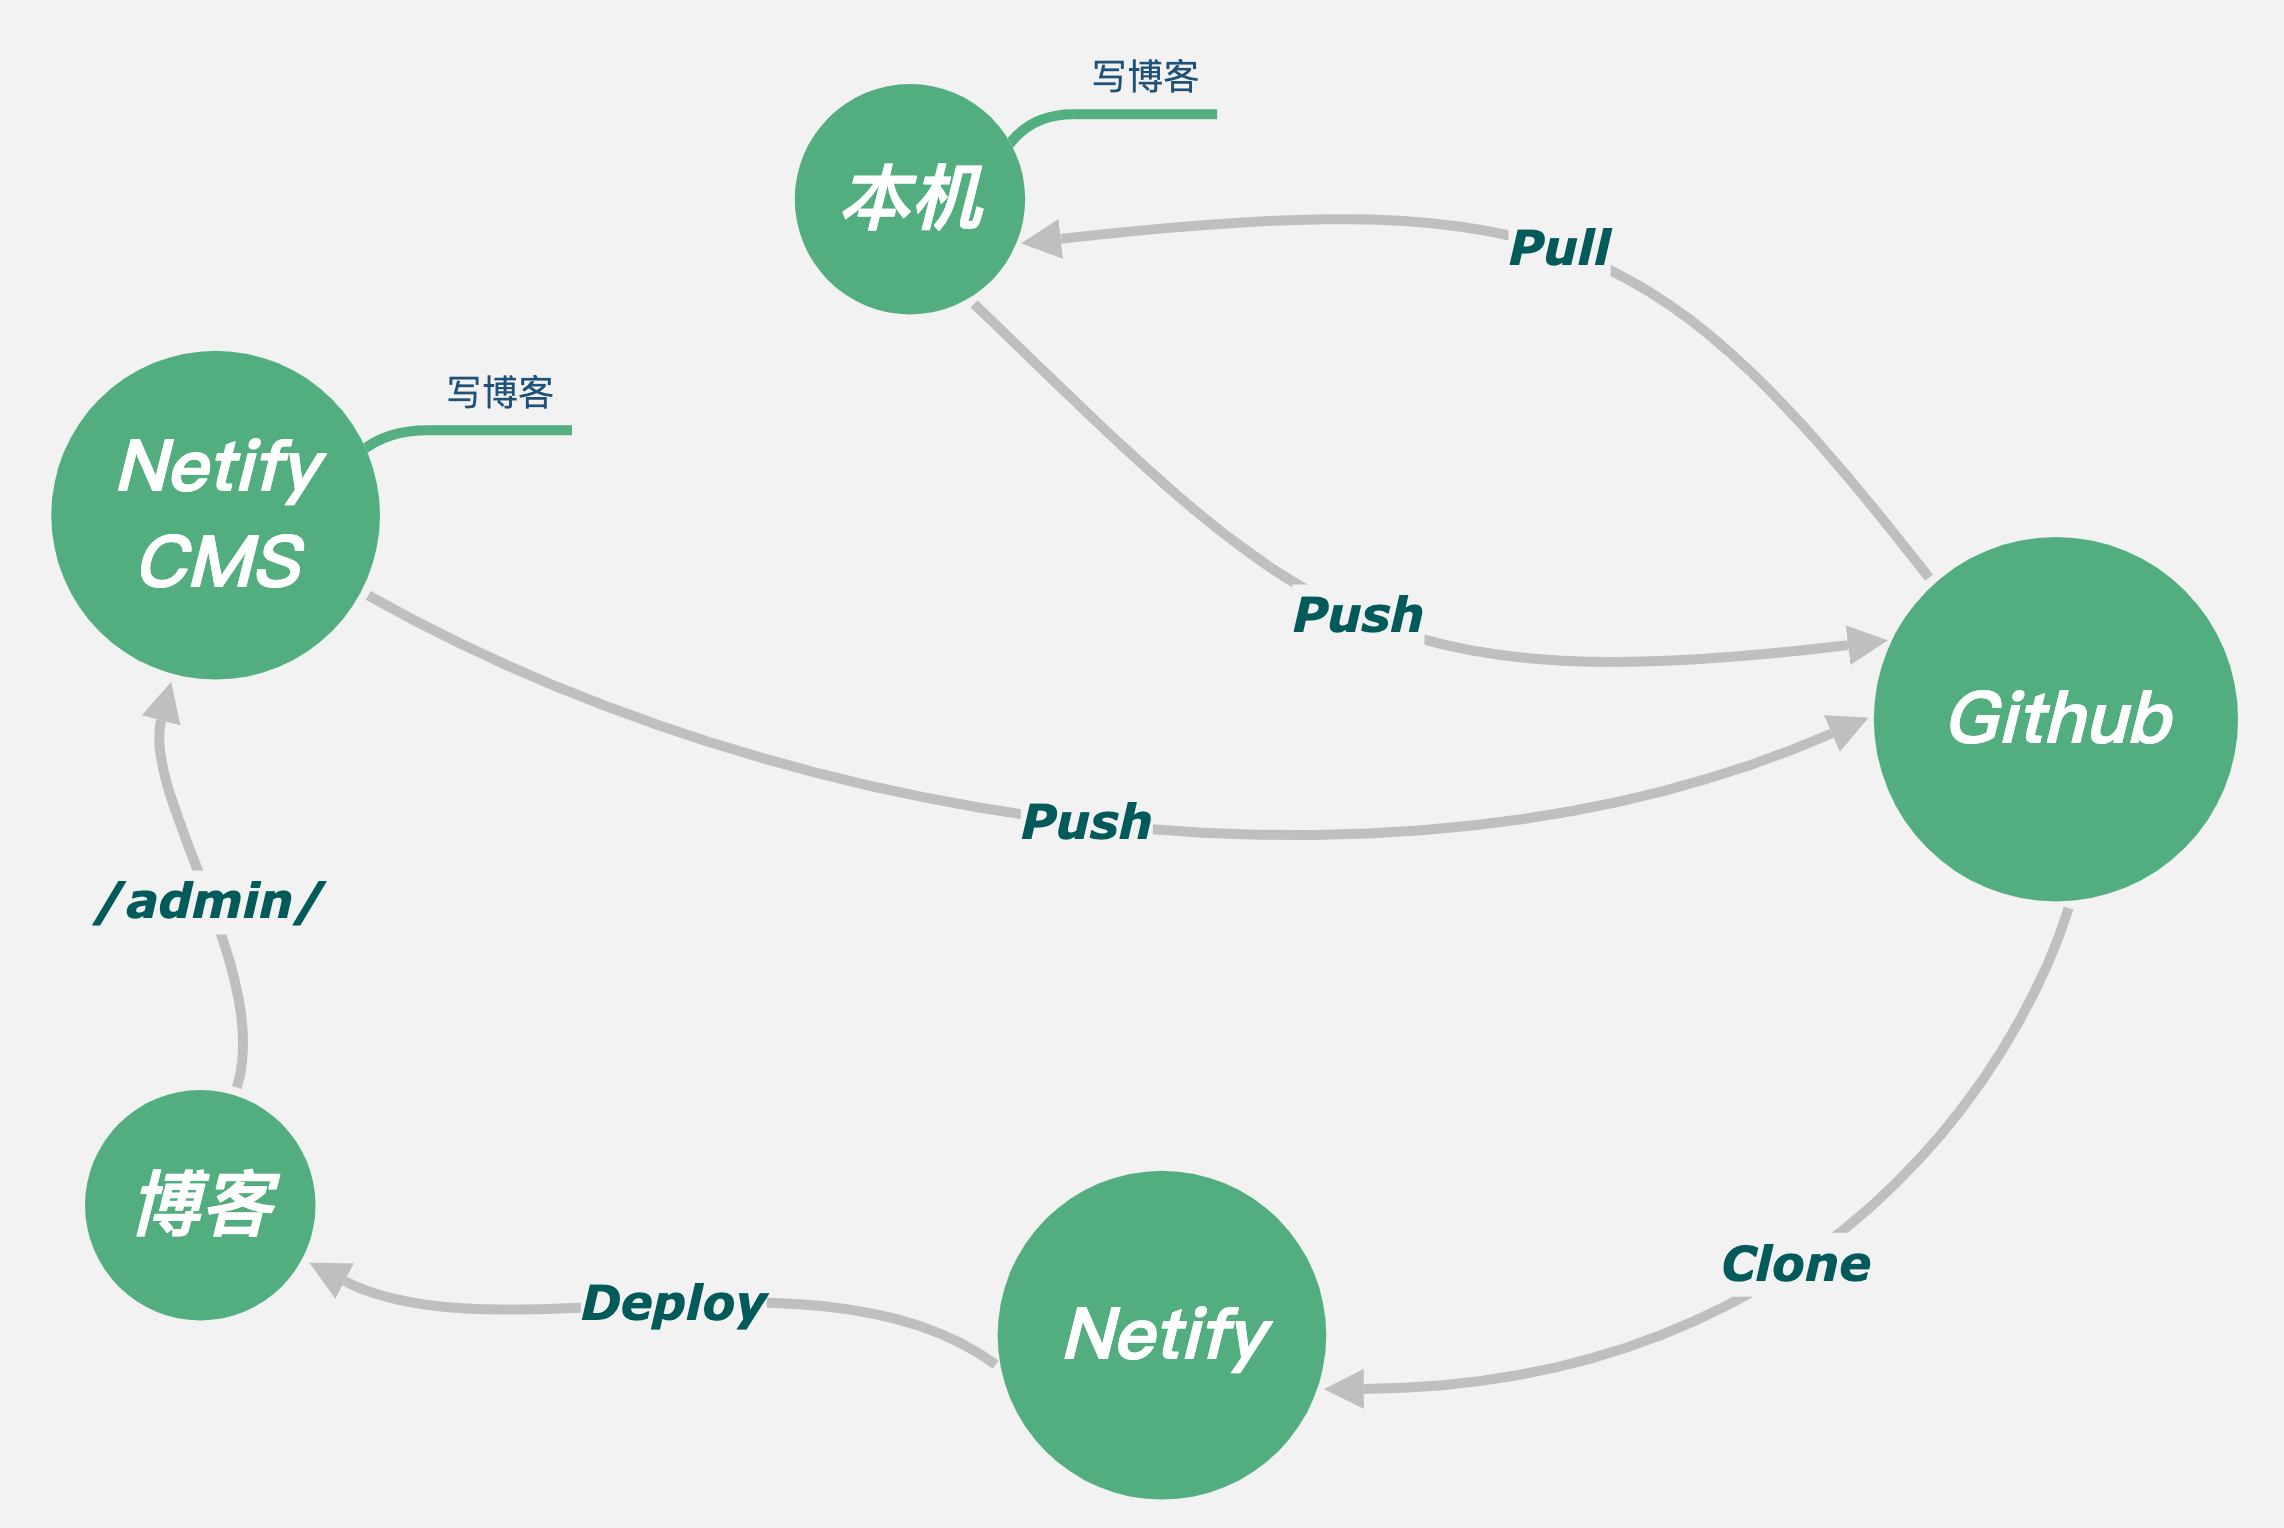 写博客
本机
Pull
写博客
Netify
CMS
Push
Github
Push
/admin/
博客
Clone
Deploy
Netify